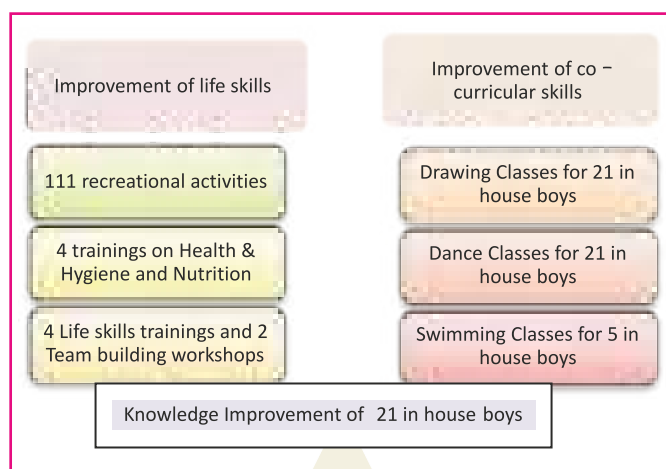 Improvement of life skills
111 recreational activities
4 trainings on Health &
Hygiene and Nutrition
4 Life skills trainings and 2
Team building workshops
Improvement of co –
curricular skills
Drawing Classes for 21 in
house boys
Dance Classes for 21 in
house boys
Swimming Classes for 5 in
house boys
Knowledge Improvement of 21 in house boys